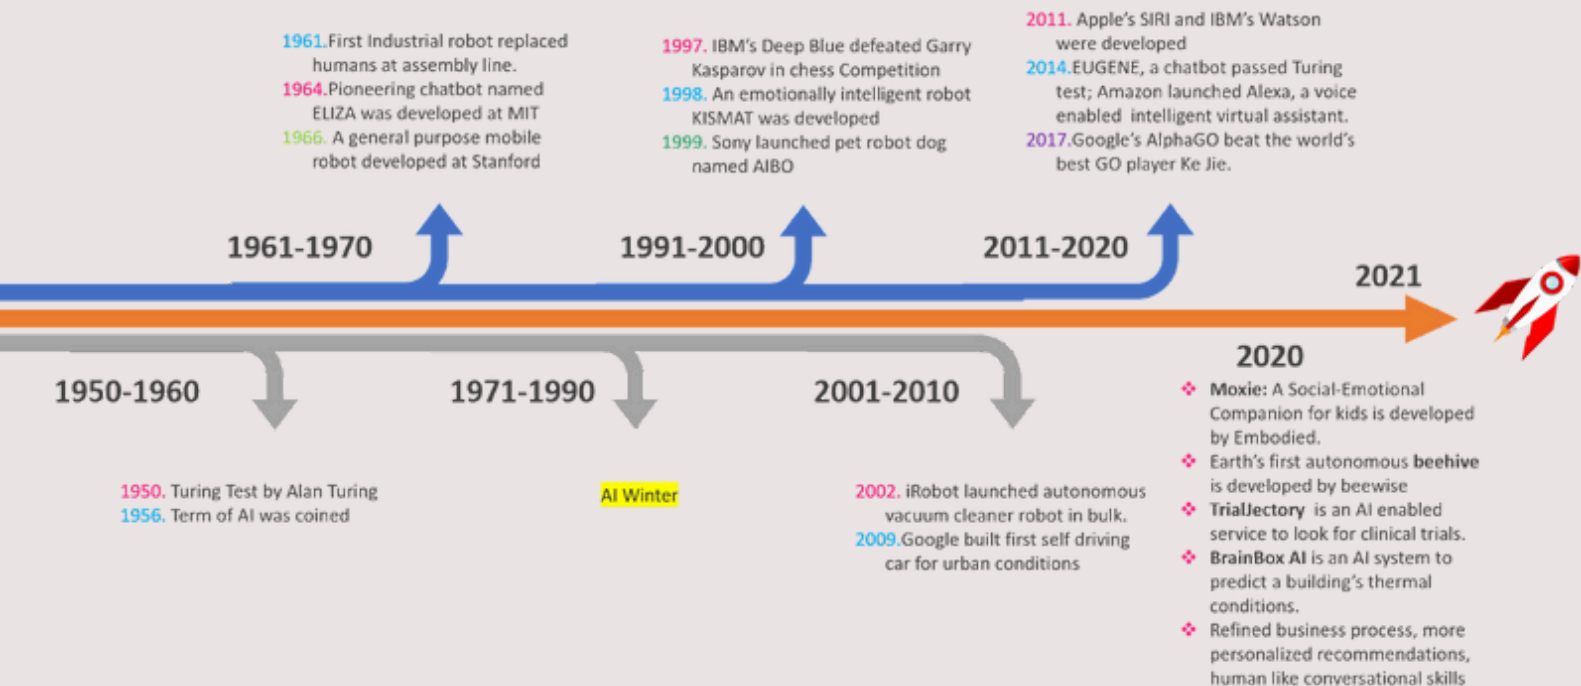 1961.First Industrial robot replaced
humans at assembly line.
1964.Pioneering chatbot named
ELIZA was developed at MIT
1966. A general purpose mobile
robot developed at Stanford
1997. IBM's Deep Blue defeated Garry
Kasparov in chess Competition
1998. An emotionally intelligent robot
KISMAT was developed
1999. Sony launched pet robot dog
named AIBO
2011. Apple's SIRI and IBM's Watson
were developed
2014.EUGENE, a chatbot passed Turing
test; Amazon launched Alexa, a voice
enabled intelligent virtual assistant.
2017.Google's AlphaGO beat the world's
best GO player Ke Jie.
1961-1970
1991-2000
2011-2020
2021
1950-1960
1971-1990
2001-2010
2020
1950. Turing Test by Alan Turing
1956. Term of AI was coined
AI Winter
2002. iRobot launched autonomous
vacuum cleaner robot in bulk.
2009.Google built first self driving
car for urban conditions
❖ Moxie: A Social-Emotional
Companion for kids is developed
by Embodied.
❖ Earth's first autonomous beehive
is developed by beewise
❖ TrialJectory is an AI enabled
service to look for clinical trials.
❖ BrainBox AI is an AI system to
predict a building's thermal
conditions.
❖ Refined business process, more
personalized recommendations,
human like conversational skills